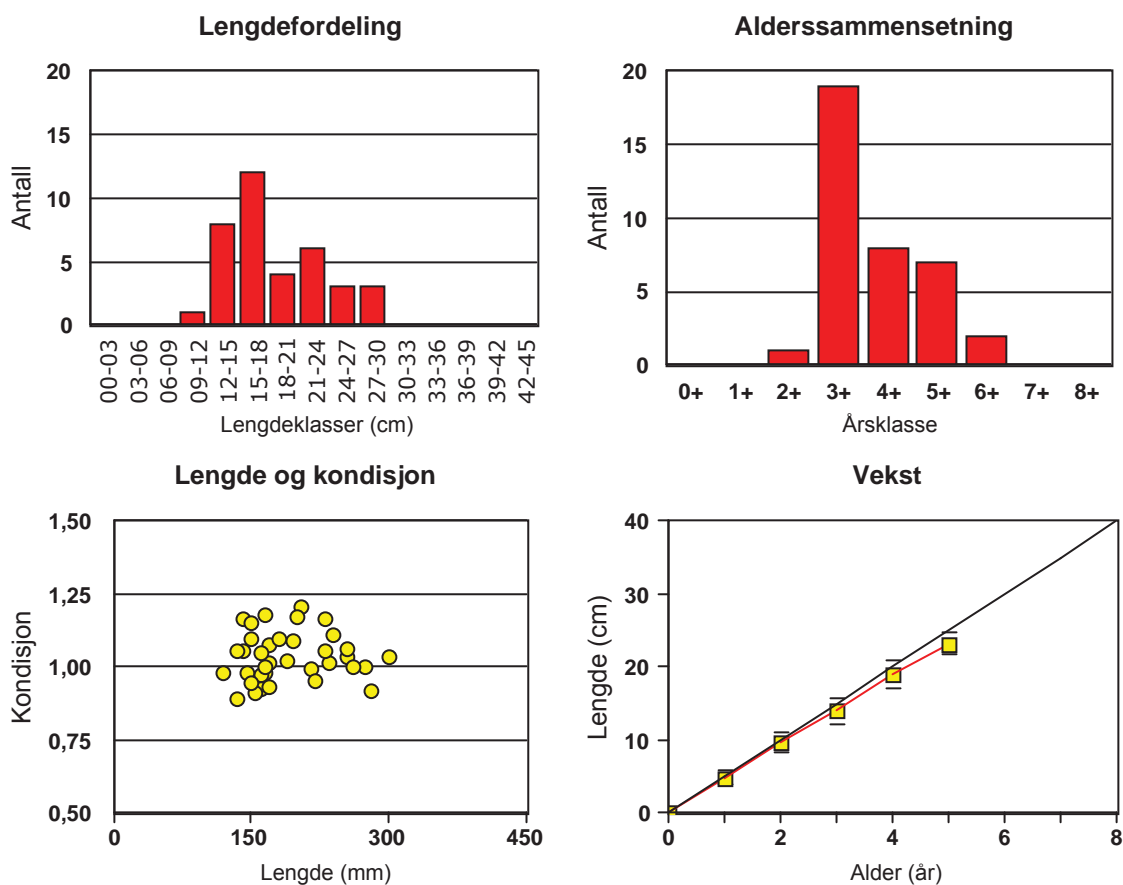 Lengdefordeling
20
15
10
5
0
Antall
00-03
03-06
06-09
09-12
12-15
15-18
18-21
21-24
24-27
27-30
30-33
33-36
36-39
39-42
42-45
Lengdeklasser (cm)
Alderssammensetning
20
15
10
5
0
Antall
0+ 1+ 2+ 3+ 4+ 5+ 6+ 7+ 8+
Årsklasse
Lengde og kondisjon
1,50
1,25
1,00
0,75
0,50
Kondisjon
0 150 300 450
Lengde (mm)
Vekst
40
30
20
10
0
Lengde (cm)
0 2 4 6 8
Alder (år)